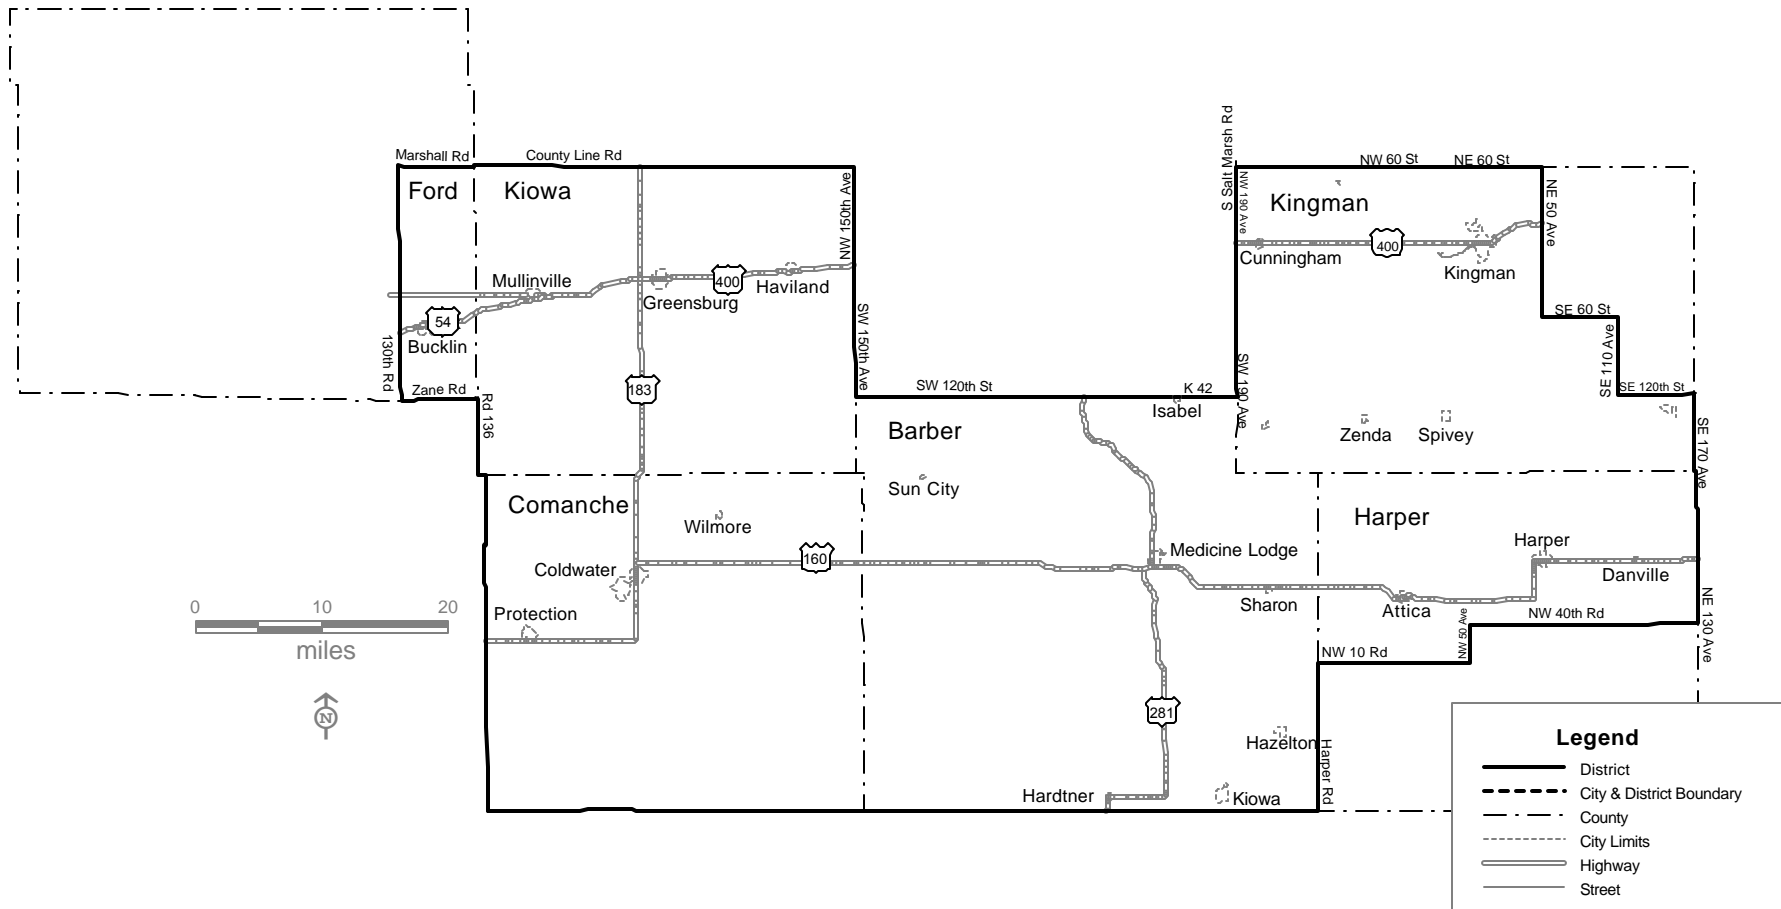 Marshall Rd
County Line Rd
Ford
Kiowa
NW 150th Ave
S Salt Marsh Rd
NW 60 St
NE 60 St
NW 190 Ave
Kingman
NE 50 Ave
400
Cunningham
Kingman
Mullinville
Greensburg
400
Haviland
54
Bucklin
130th Rd
Zane Rd
Rd 136
183
SW 150th Ave
SW 120th St
K 42
Isabel
SW 190 Ave
SE 60 St
SE 110 Ave
SE 120th St
SE 170 Ave
Barber
Zenda
Spivey
Sun City
Comanche
Wilmore
Harper
Coldwater
160
Medicine Lodge
Harper
Danville
Protection
Sharon
Attica
NW 50 Ave
NW 40th Rd
NE 130 Ave
NW 10 Rd
0 10 20
miles
N
281
Hazelton
Harper Rd
Hardtner
Kiowa
Legend
District
City & District Boundary
County
City Limits
Highway
Street